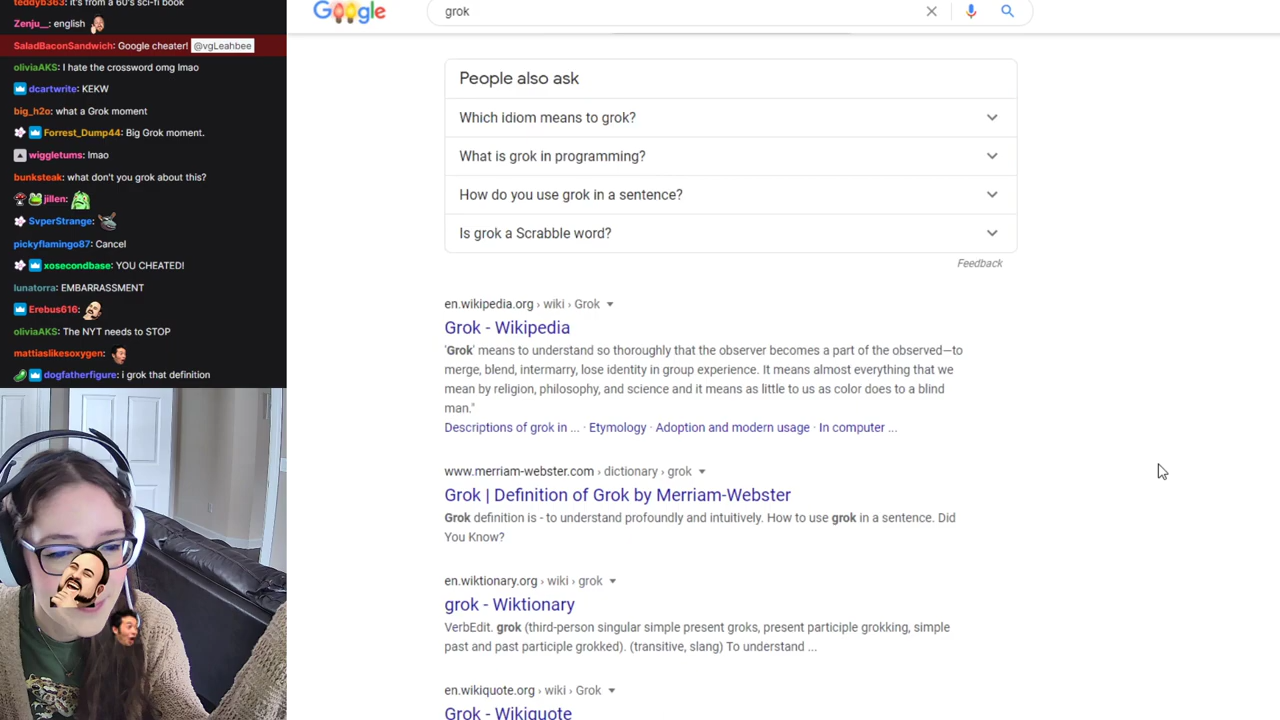 teddyb363: it's from a 60's sci-fi book
Zenju__: english
SaladBaconSandwich: Google cheater! @vgLeahbee
oliviaAKS: I hate the crossword omg lmao
dcartwrite: KEKW
big_h2o: what a Grok moment
Forrest_Dump44: Big Grok moment.
wiggletums: lmao
bunksteak: what don't you grok about this?
jillen:
SvperStrange:
pickyflamingo87: Cancel
xosecondbase: YOU CHEATED!
lunatorra: EMBARRASSMENT
Erebus616:
oliviaAKS: The NYT needs to STOP
mattiaslikesoxygen:
dogfatherfigure: i grok that definition
Google
grok
People also ask
Which idiom means to grok?
What is grok in programming?
How do you use grok in a sentence?
Is grok a Scrabble word?
Feedback
en.wikipedia.org › wiki › Grok
Grok - Wikipedia
'Grok' means to understand so thoroughly that the observer becomes a part of the observed—to
merge, blend, intermarry, lose identity in group experience. It means almost everything that we
mean by religion, philosophy, and science and it means as little to us as color does to a blind
man."
Descriptions of grok in ... · Etymology · Adoption and modern usage · In computer ...
www.merriam-webster.com › dictionary › grok
Grok | Definition of Grok by Merriam-Webster
Grok definition is - to understand profoundly and intuitively. How to use grok in a sentence. Did
You Know?
en.wiktionary.org › wiki › grok
grok - Wiktionary
VerbEdit. grok (third-person singular simple present groks, present participle grokking, simple
past and past participle grokked). (transitive, slang) To understand ...
en.wikiquote.org › wiki › Grok
Grok - Wikiquote